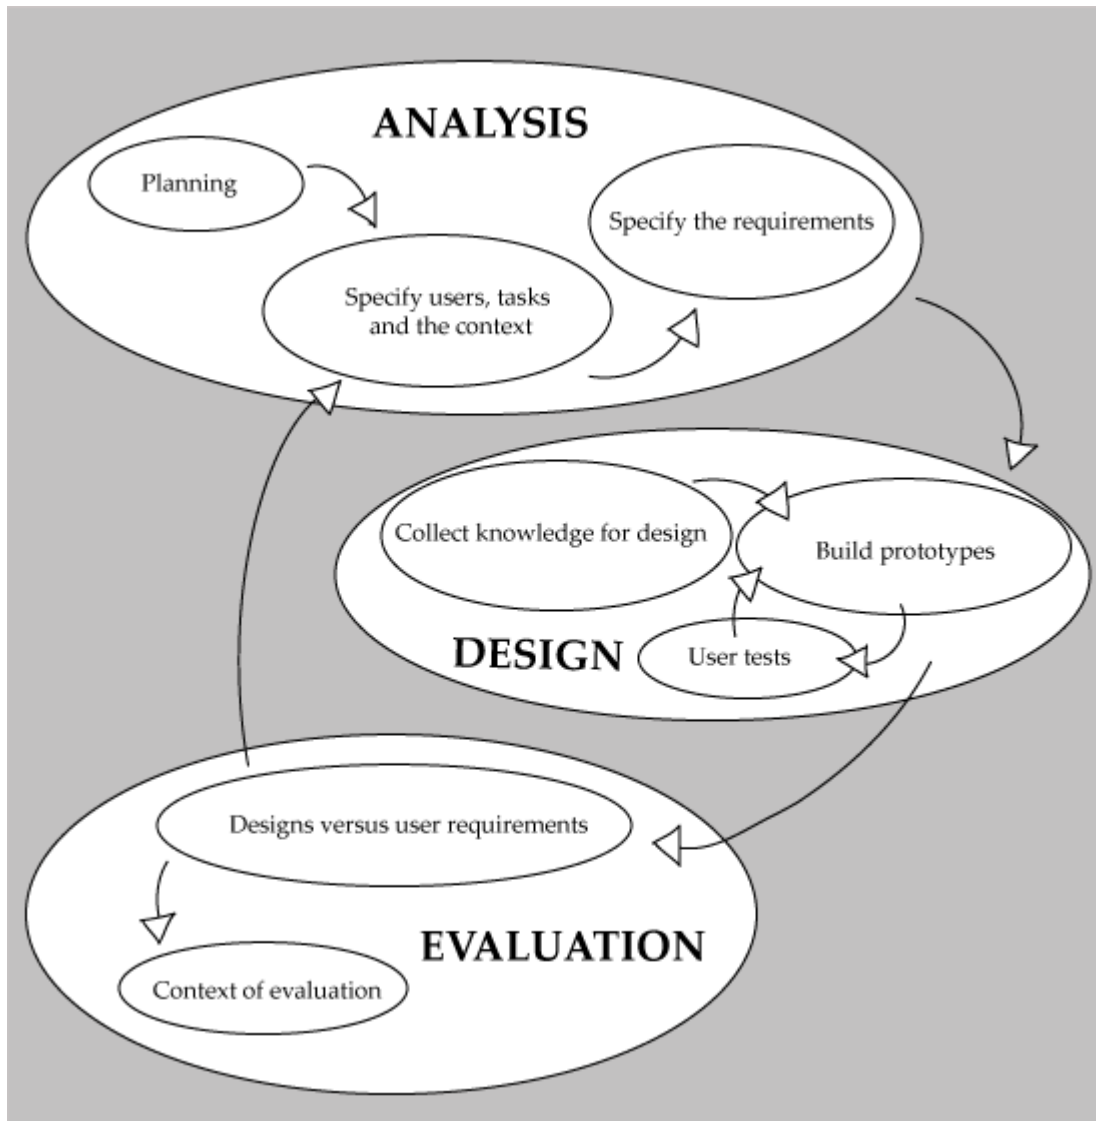 ANALYSIS
Planning
Specify users, tasks
and the context
Specify the requirements
Collect knowledge for design
Build prototypes
User tests
DESIGN
Designs versus user requirements
Context of evaluation
EVALUATION